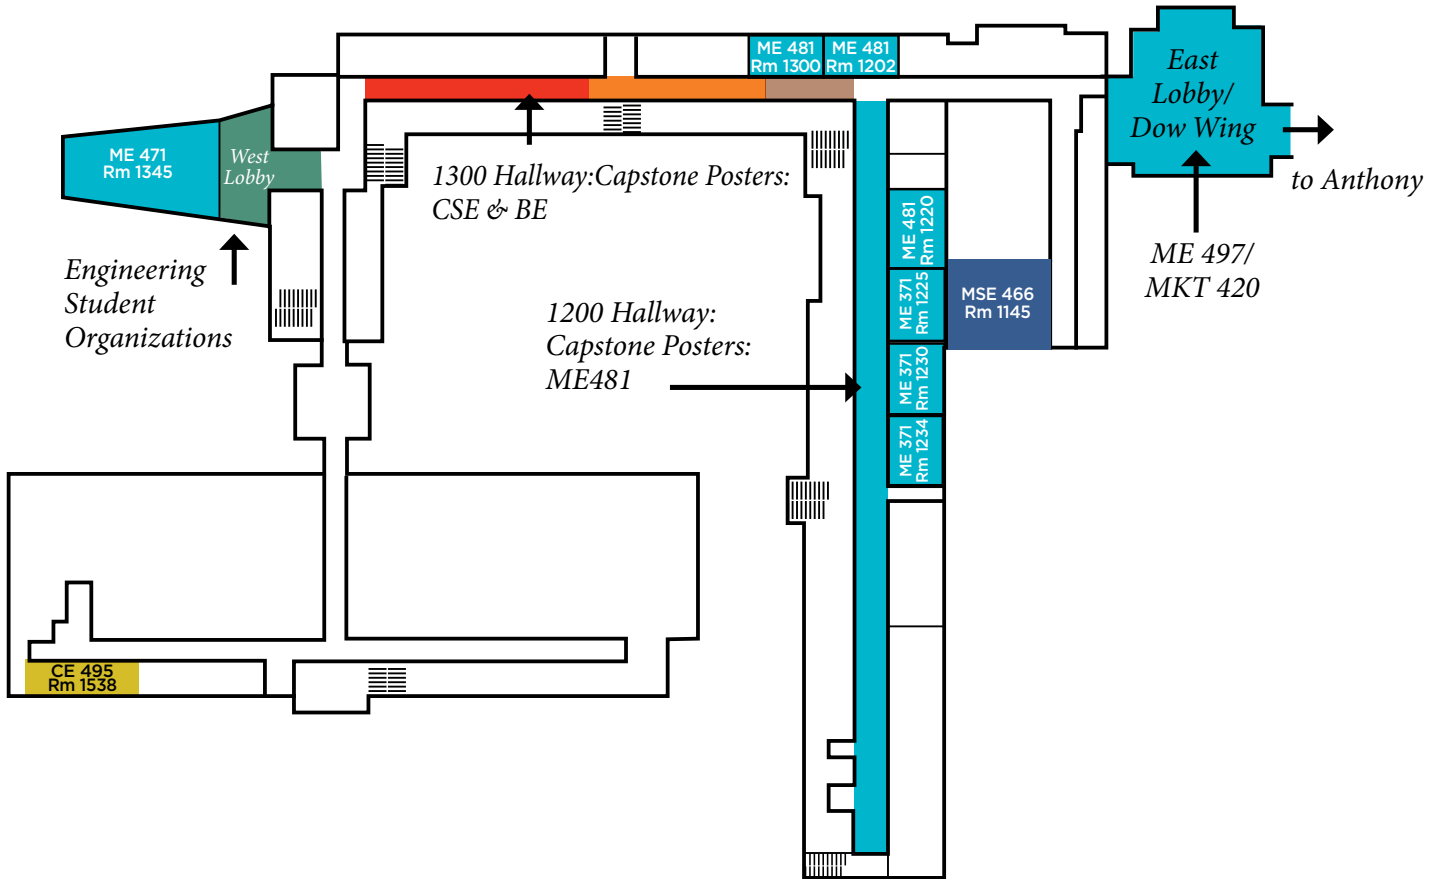 ME 481
Rm 1300
ME 481
Rm 1202
East
Lobby/
Dow Wing
to Anthony
ME 471
Rm 1345
West
Lobby
1300 Hallway:Capstone Posters:
CSE & BE
Engineering
Student
Organizations
ME 481
Rm 1220
ME 371
Rm 1225
MSE 466
Rm 1145
ME 497/
MKT 420
1200 Hallway:
Capstone Posters:
ME481
ME 371
Rm 1230
ME 371
Rm 1234
CE 495
Rm 1538